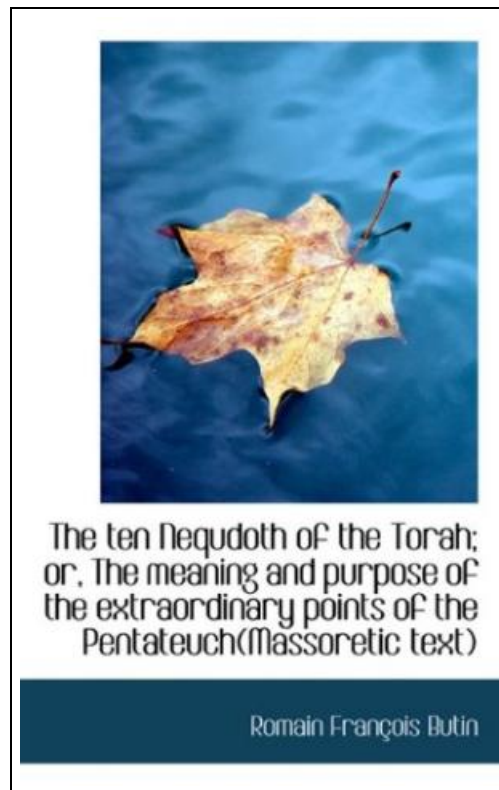 The ten Nequdoth of the Torah;
or, The meaning and purpose of
the extraordinary points of the
Pentateuch(Massoretic text)
Romain François Butin